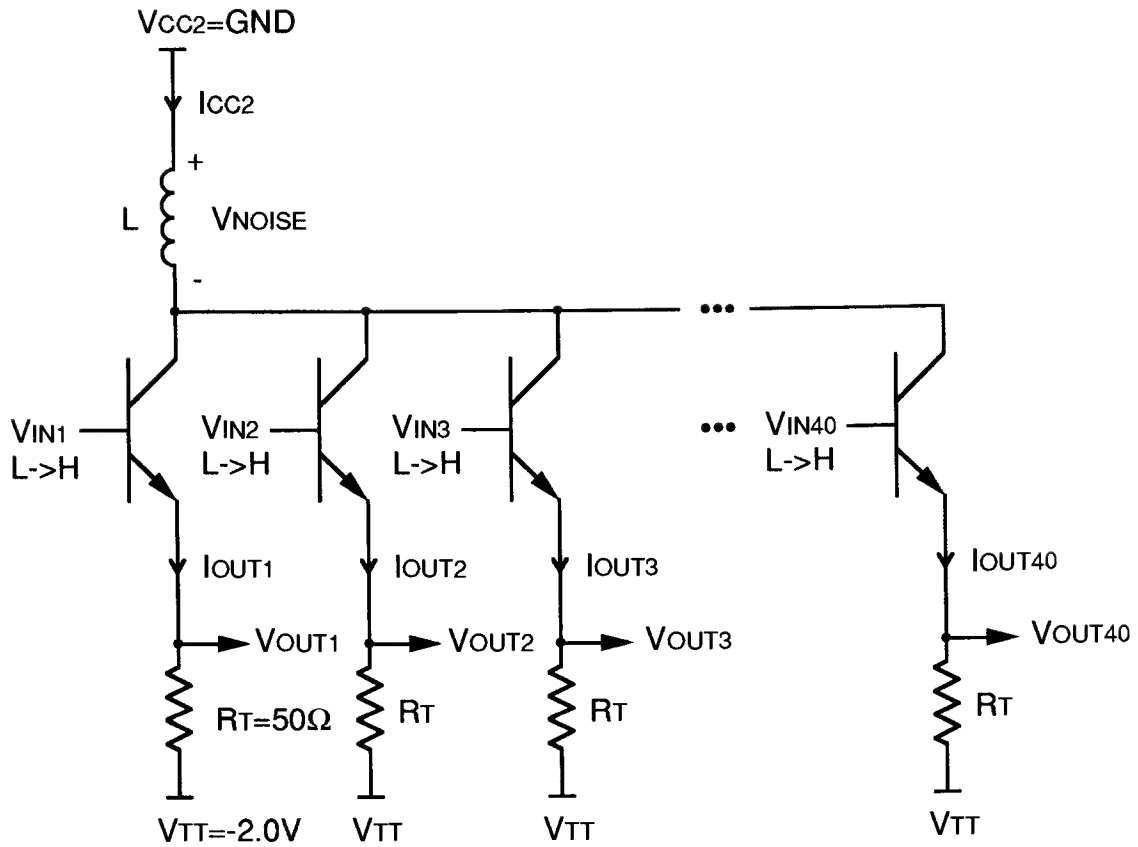 VCC2=GND
ICC2
+
L VNOISE
-
•••
VIN1 VIN2 VIN3 ••• VIN40
L->H L->H L->H L->H
IOUT1 IOUT2 IOUT3 IOUT40
VOUT1 VOUT2 VOUT3 VOUT40
RT=50Ω RT RT RT
VTT=-2.0V VTT VTT VTT